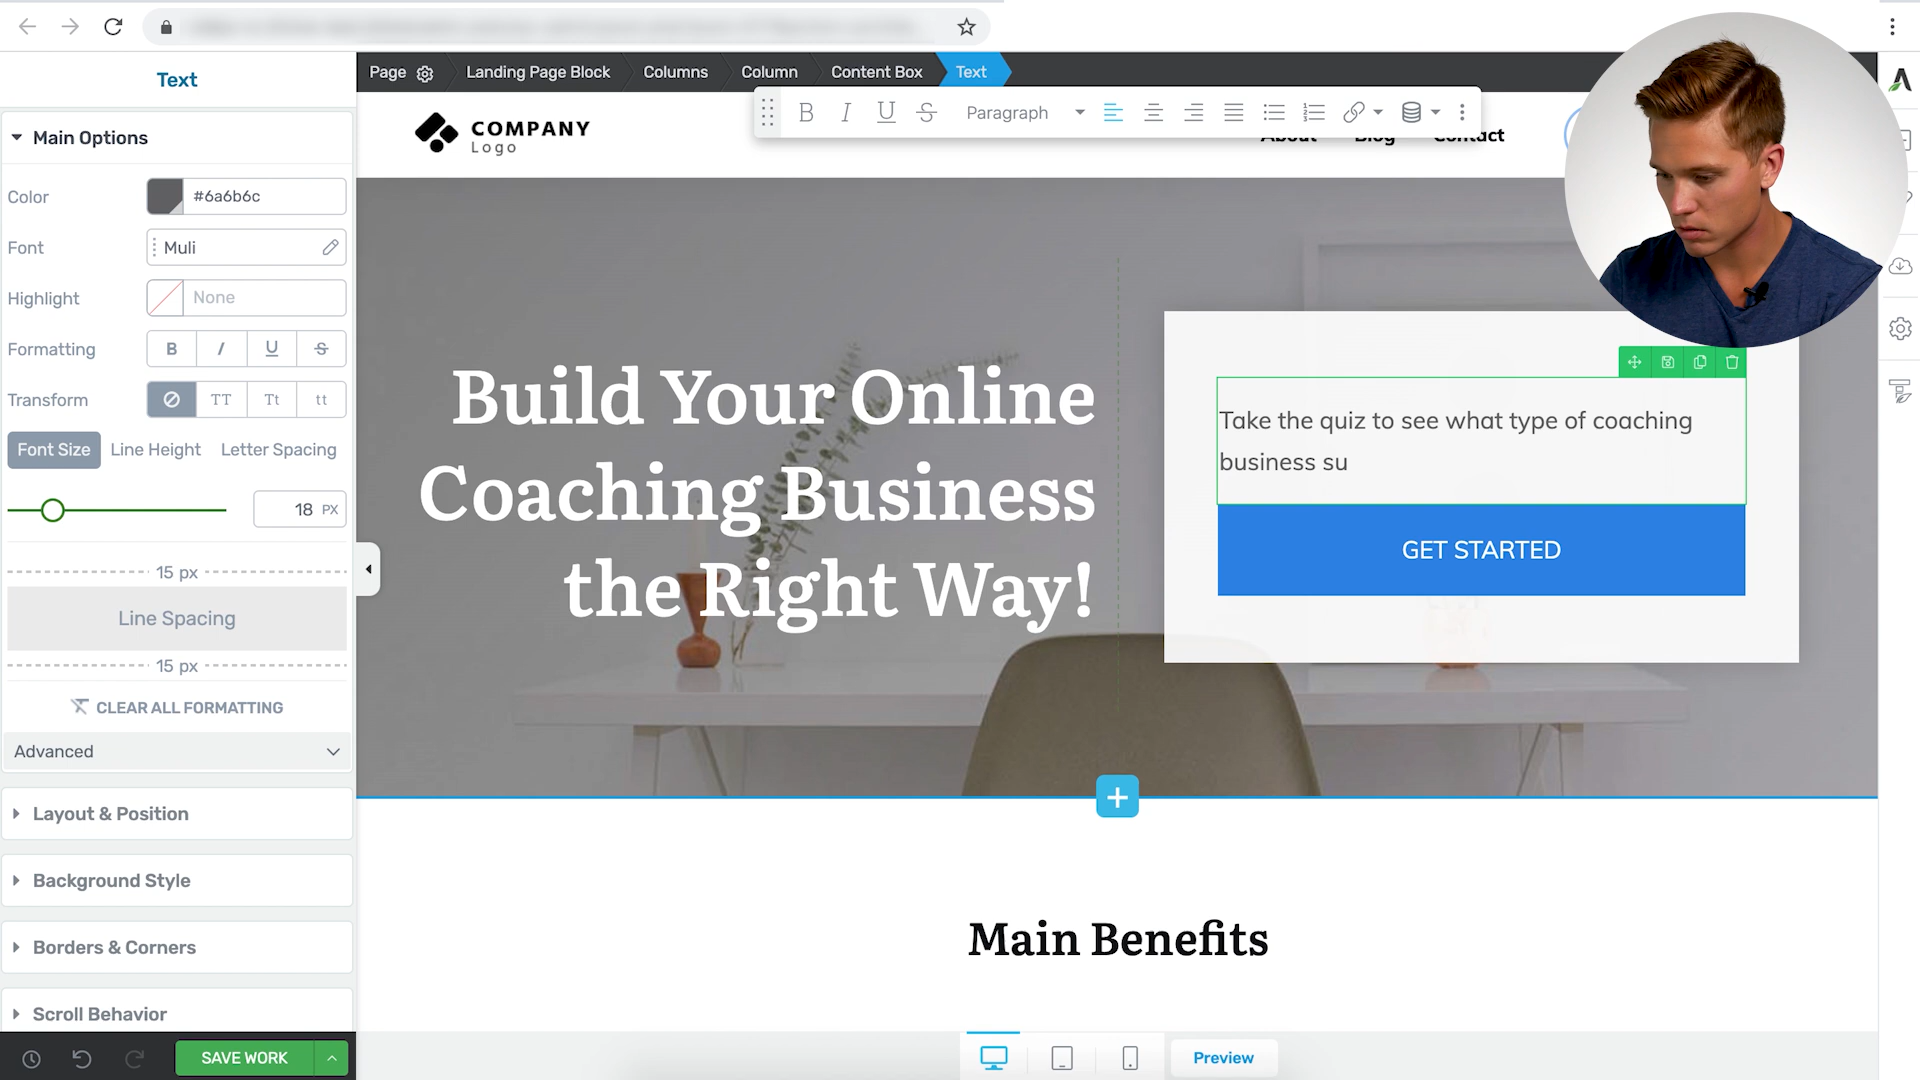 Text
Page
Landing Page Block
Columns
Column
Content Box
Text
Main Options
COMPANY
Logo
B I U S Paragraph
About Blog Contact
Color #6a6b6c
Font Muli
Highlight None
Formatting B I U S
Transform TT Tt tt
Font Size Line Height Letter Spacing
18 PX
15 px
Line Spacing
15 px
CLEAR ALL FORMATTING
Advanced
Layout & Position
Background Style
Borders & Corners
Scroll Behavior
SAVE WORK
Build Your Online
Coaching Business
the Right Way!
Take the quiz to see what type of coaching
business su
GET STARTED
Main Benefits
Preview